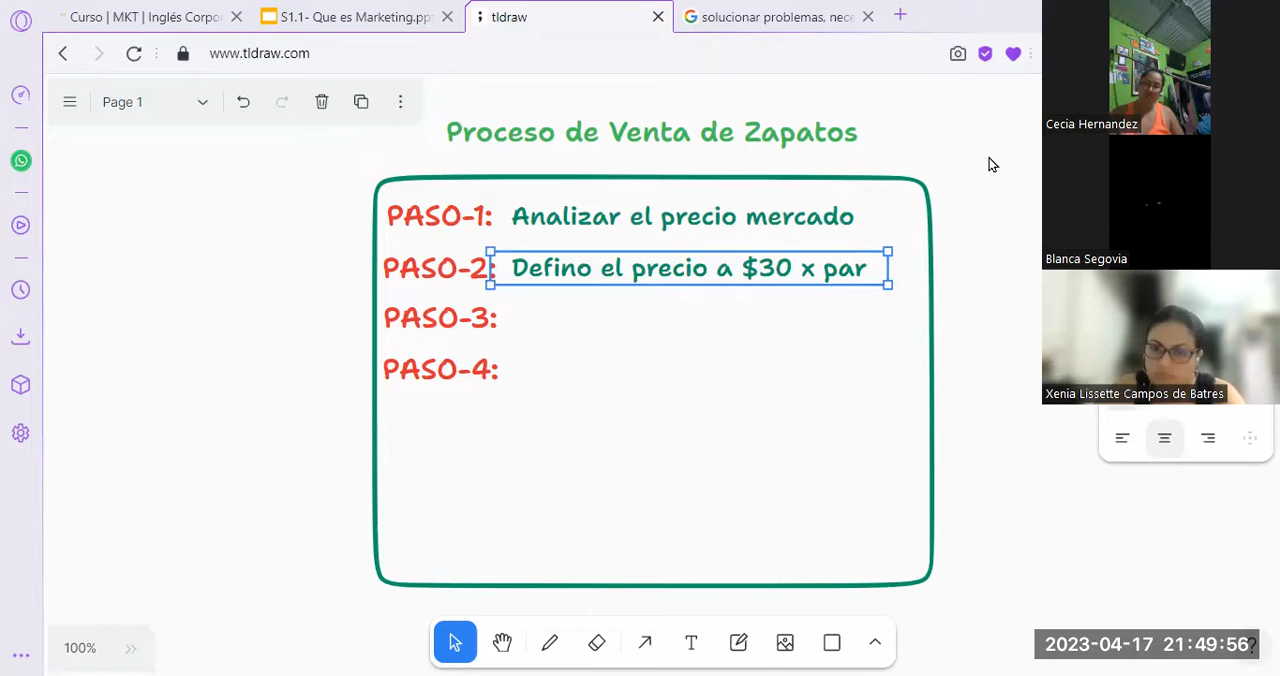 Curso | MKT | Inglés Corpo
S1.1- Que es Marketing.ppt
tldraw
solucionar problemas, nece
www.tldraw.com
Page 1
Proceso de Venta de Zapatos
PASO-1: Analizar el precio mercado
PASO-2: Defino el precio a $30 x par
PASO-3:
PASO-4:
Cecia Hernandez
Blanca Segovia
Xenia Lissette Campos de Batres
100%
2023-04-17 21:49:56